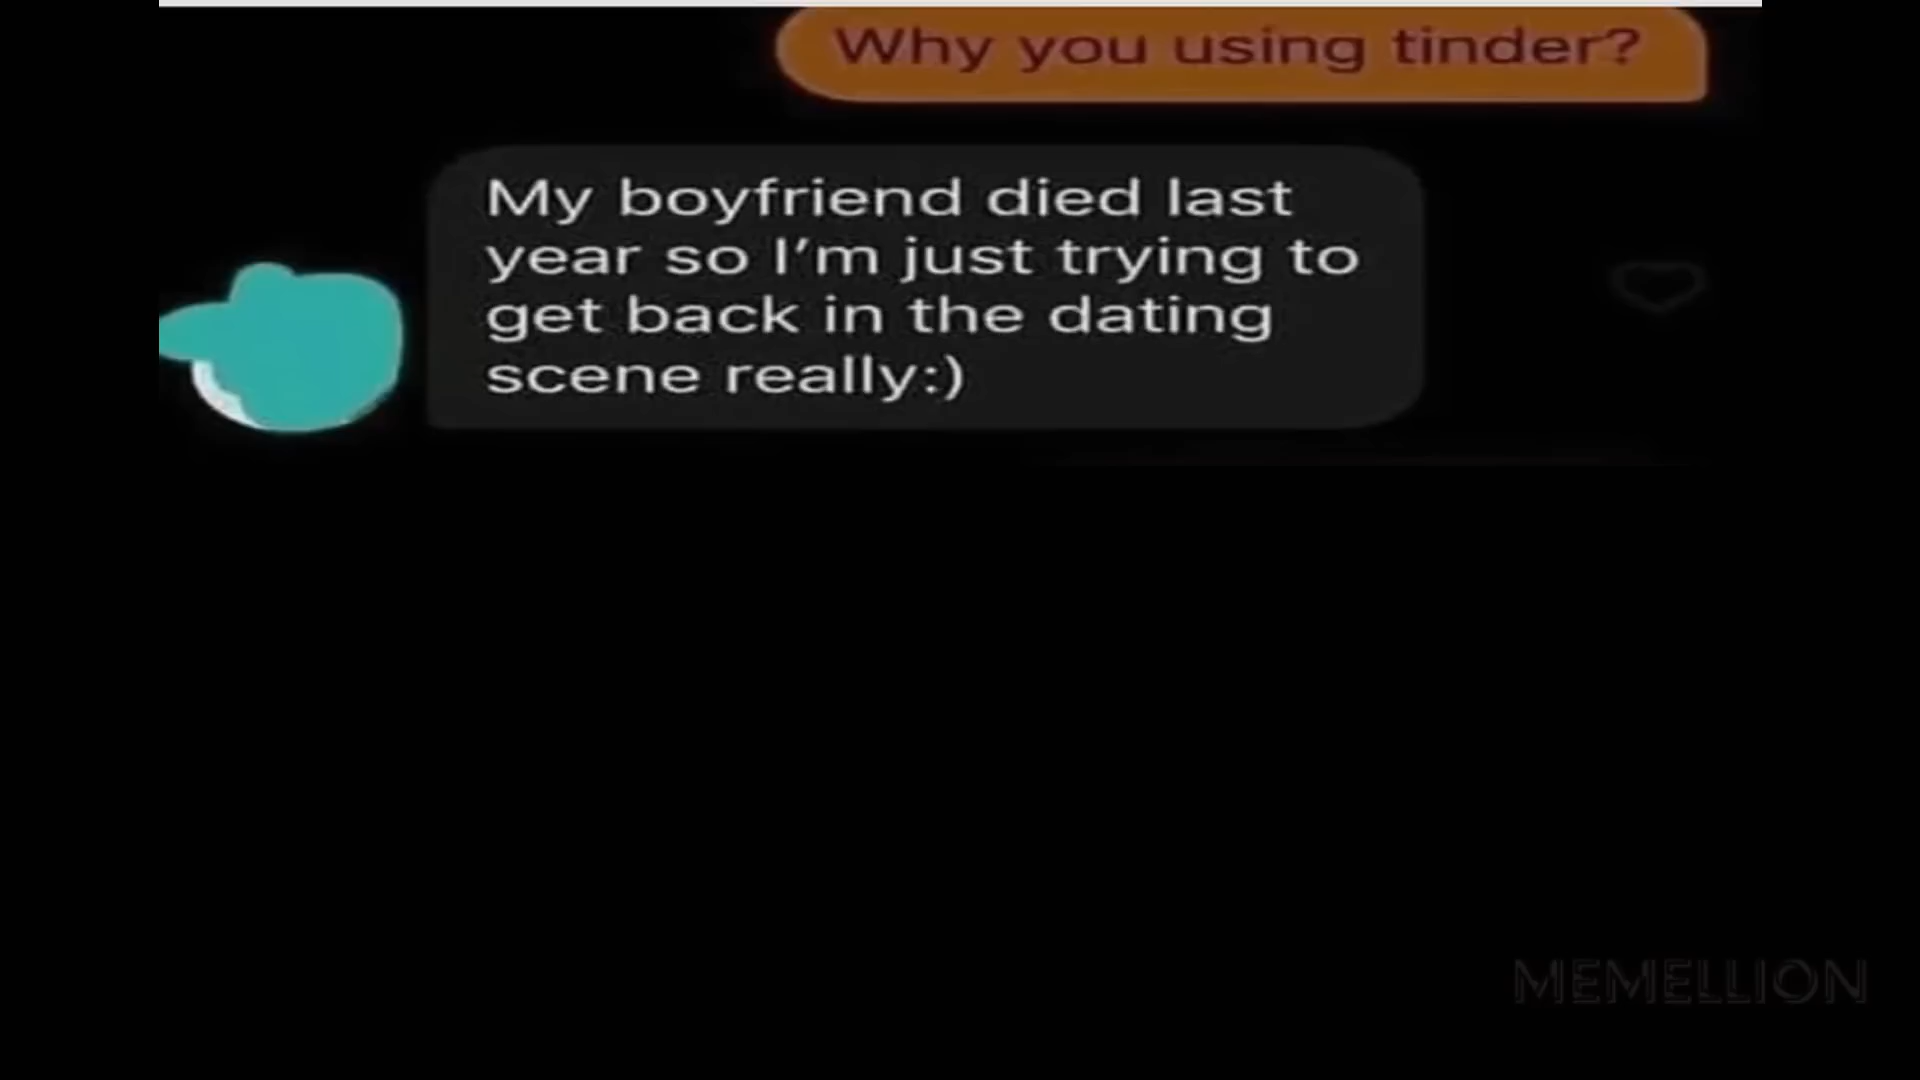 Why you using tinder?
My boyfriend died last
year so I'm just trying to
get back in the dating
scene really:)
MEMELLION